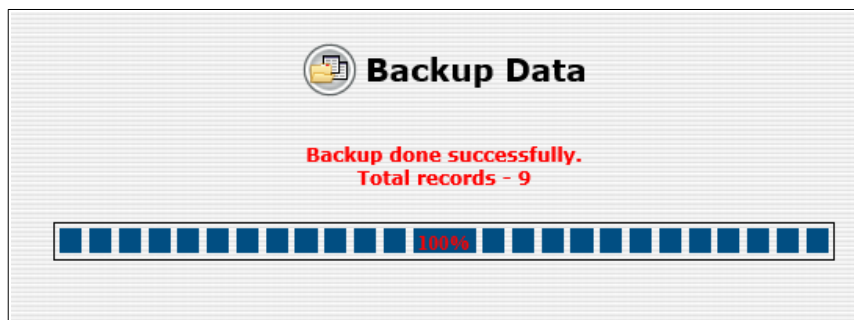 Backup Data
Backup done successfully.
Total records - 9
100%